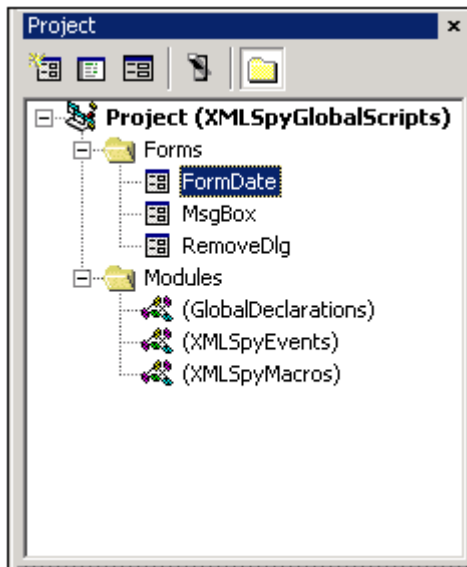 Project
Project (XMLSpyGlobalScripts)
Forms
FormDate
MsgBox
RemoveDlg
Modules
(GlobalDeclarations)
(XMLSpyEvents)
(XMLSpyMacros)